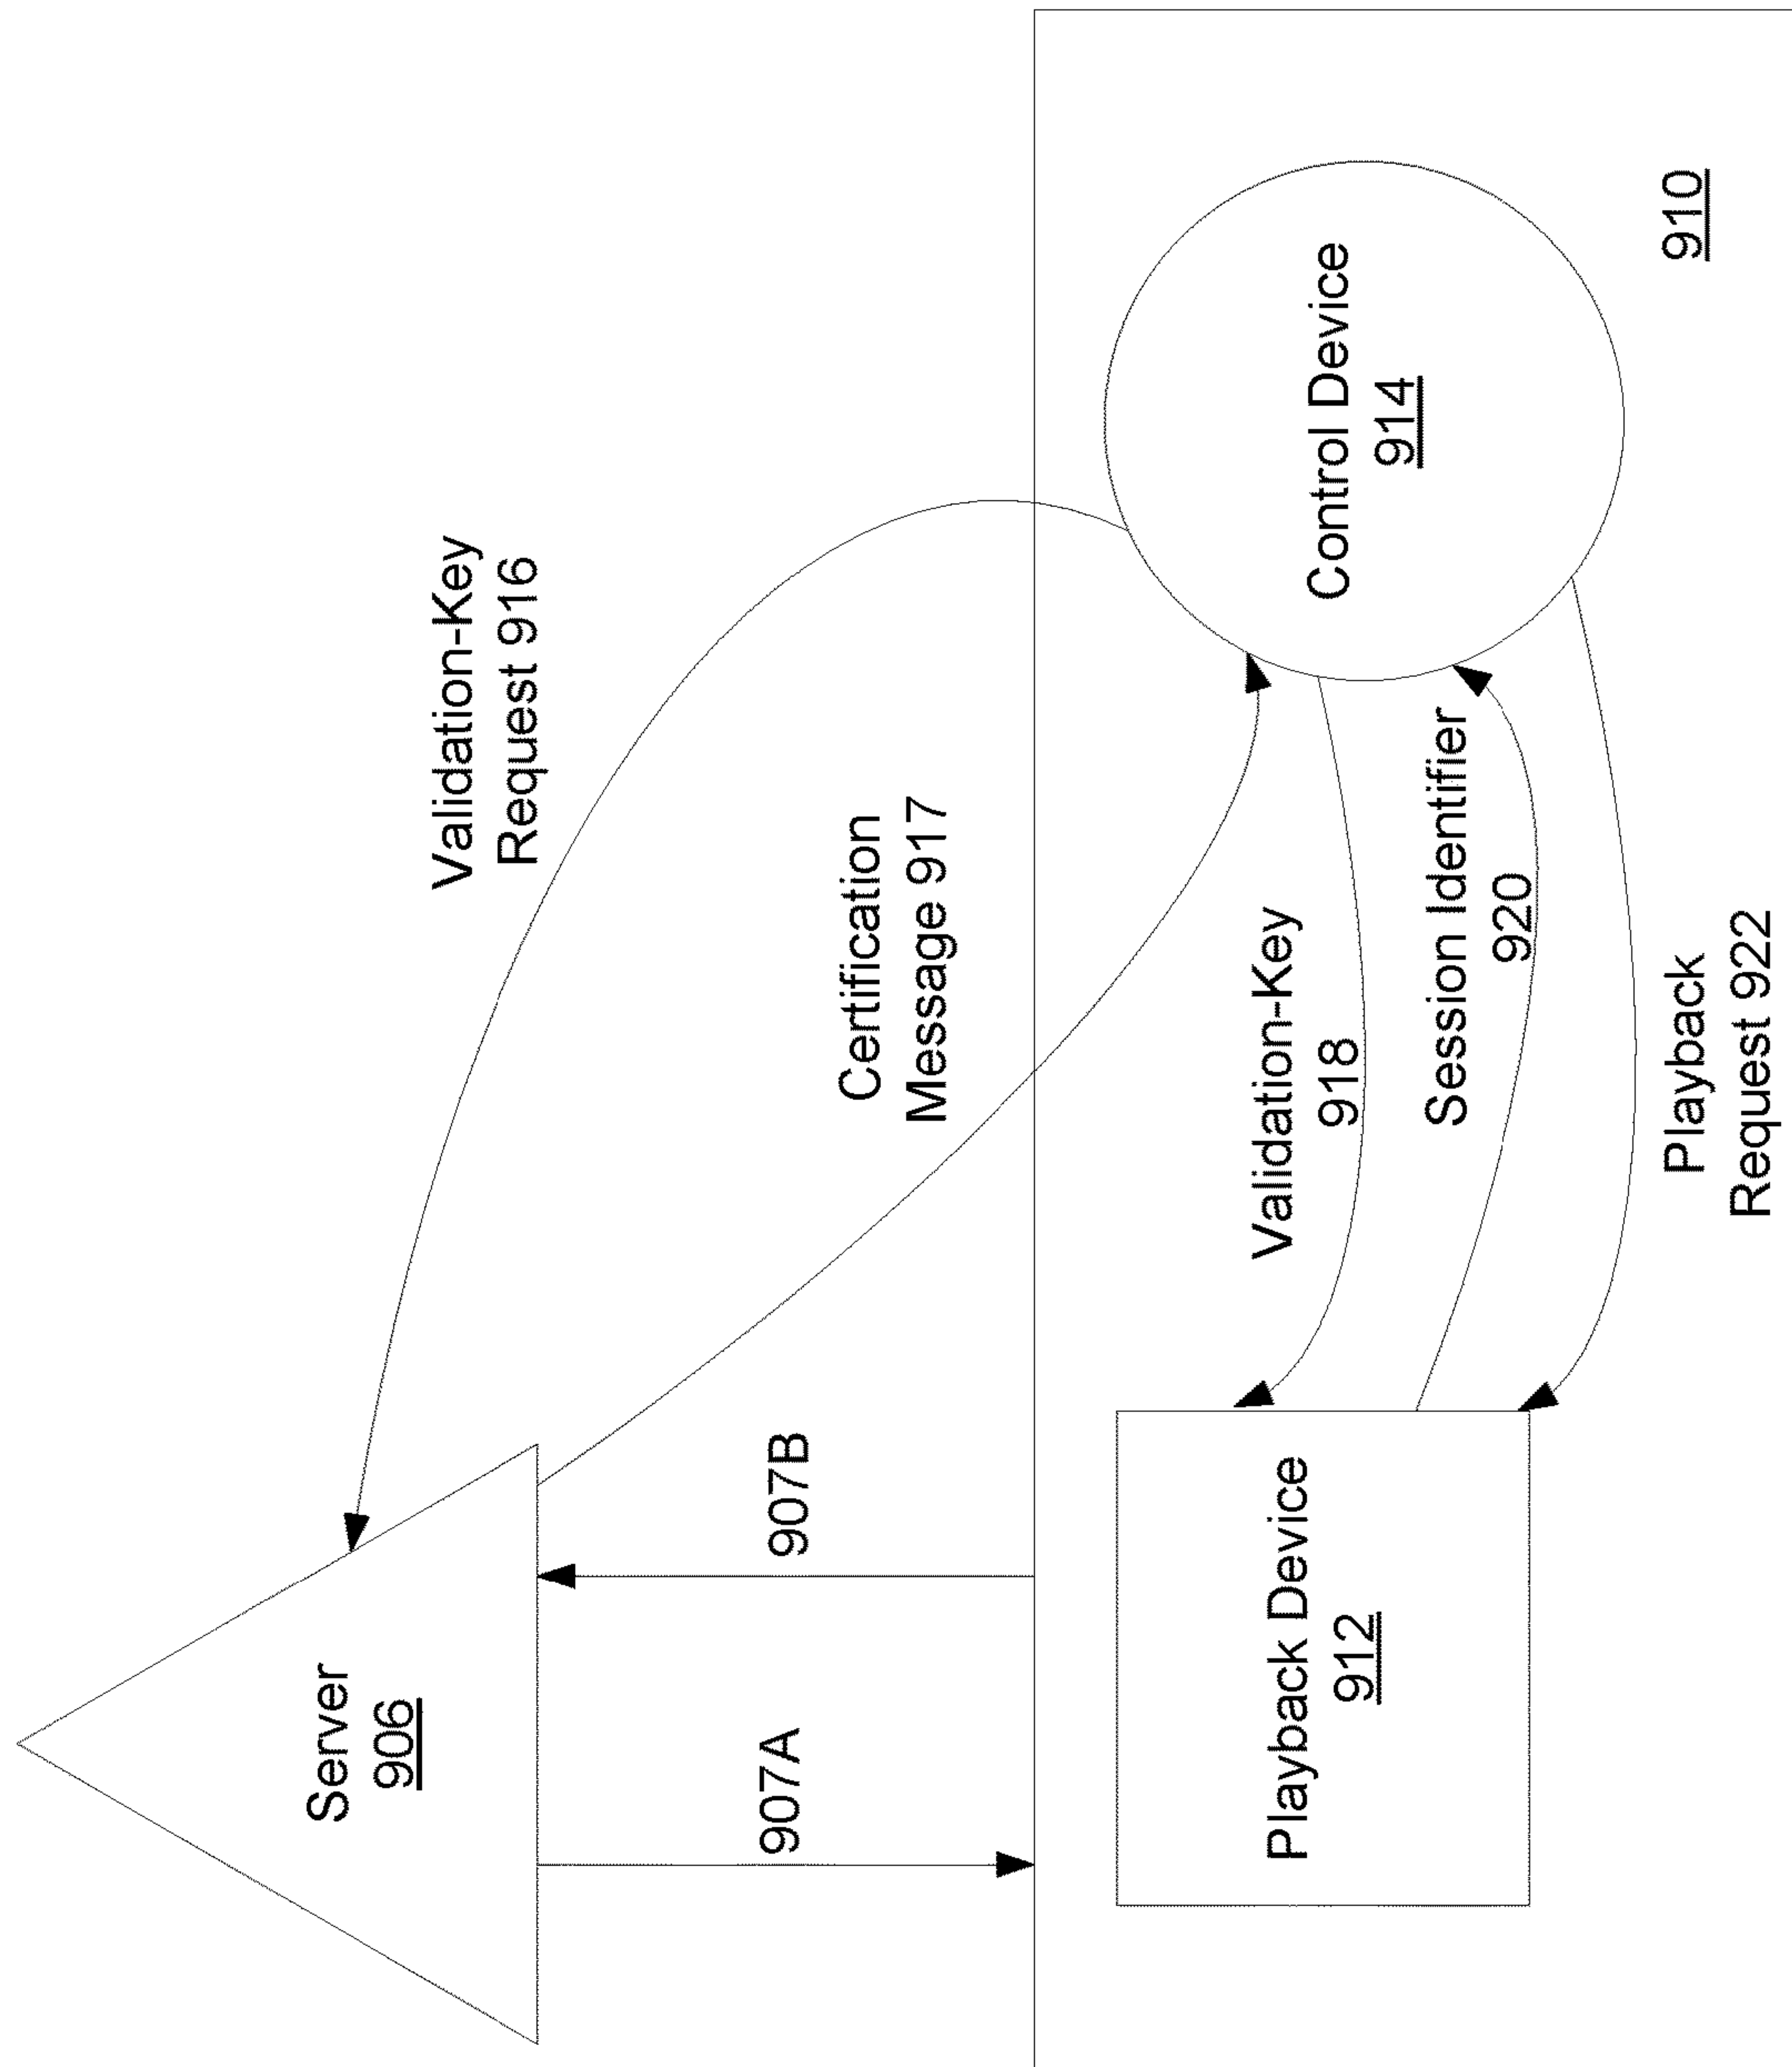 Server
906
Validation-Key
Request 916
Certification
Message 917
907A
907B
Playback Device
912
Validation-Key
918
Session Identifier
920
Playback
Request 922
Control Device
914
910